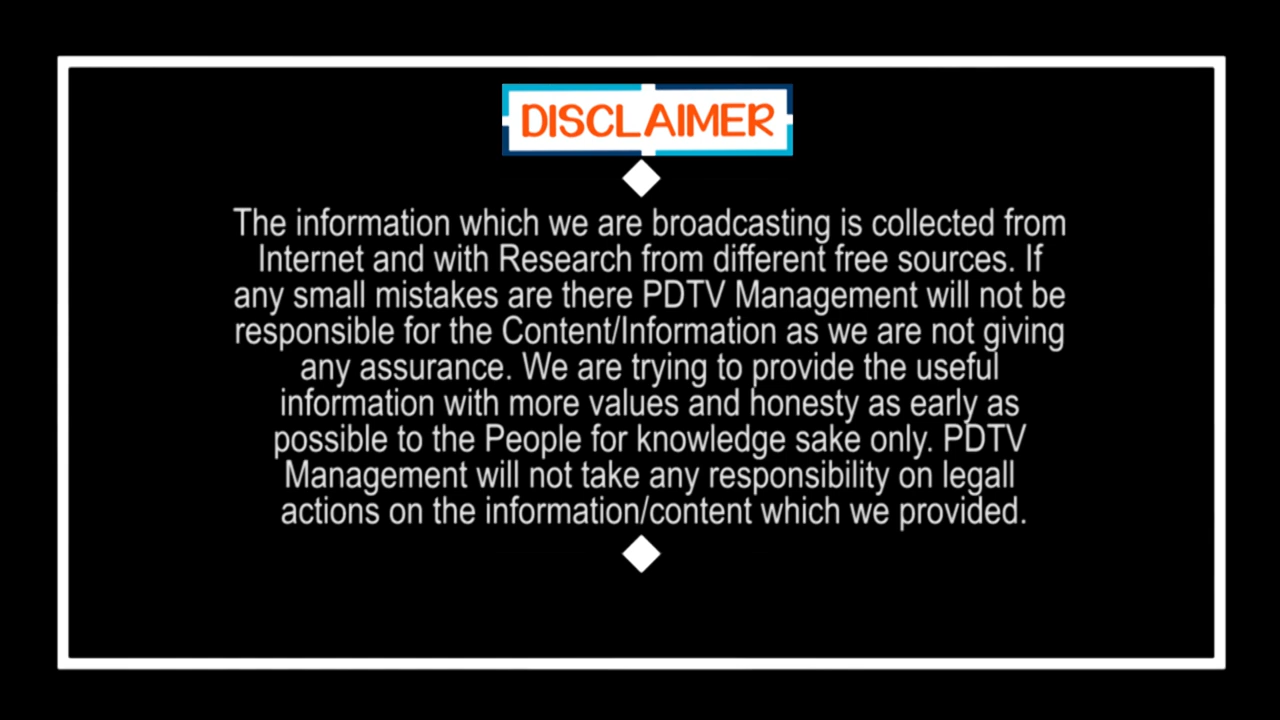 DISCLAIMER
The information which we are broadcasting is collected from
Internet and with Research from different free sources. If
any small mistakes are there PDTV Management will not be
responsible for the Content/Information as we are not giving
any assurance. We are trying to provide the useful
information with more values and honesty as early as
possible to the People for knowledge sake only. PDTV
Management will not take any responsibility on legall
actions on the information/content which we provided.